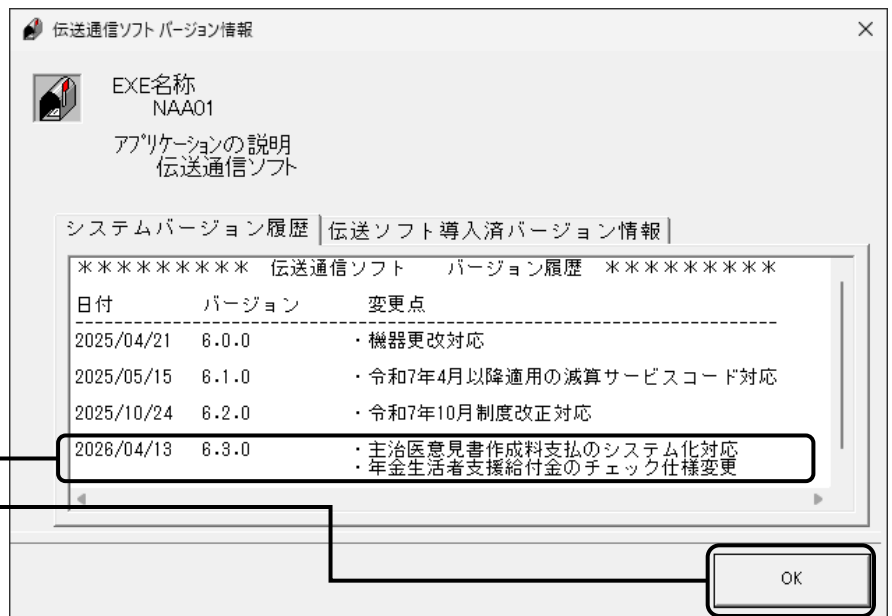 伝送通信ソフト バージョン情報
EXE名称
NAA01
アプリケーションの説明
伝送通信ソフト
システムバージョン履歴 伝送ソフト導入済バージョン情報
********* 伝送通信ソフト バージョン履歴 *********
日付 バージョン 変更点
2025/04/21 6.0.0 ・機器更改対応
2025/05/15 6.1.0 ・令和7年4月以降適用の減算サービスコード対応
2025/10/24 6.2.0 ・令和7年10月制度改正対応
2026/04/13 6.3.0 ・主治医意見書作成料支払のシステム化対応
・年金生活者支援給付金のチェック仕様変更
OK